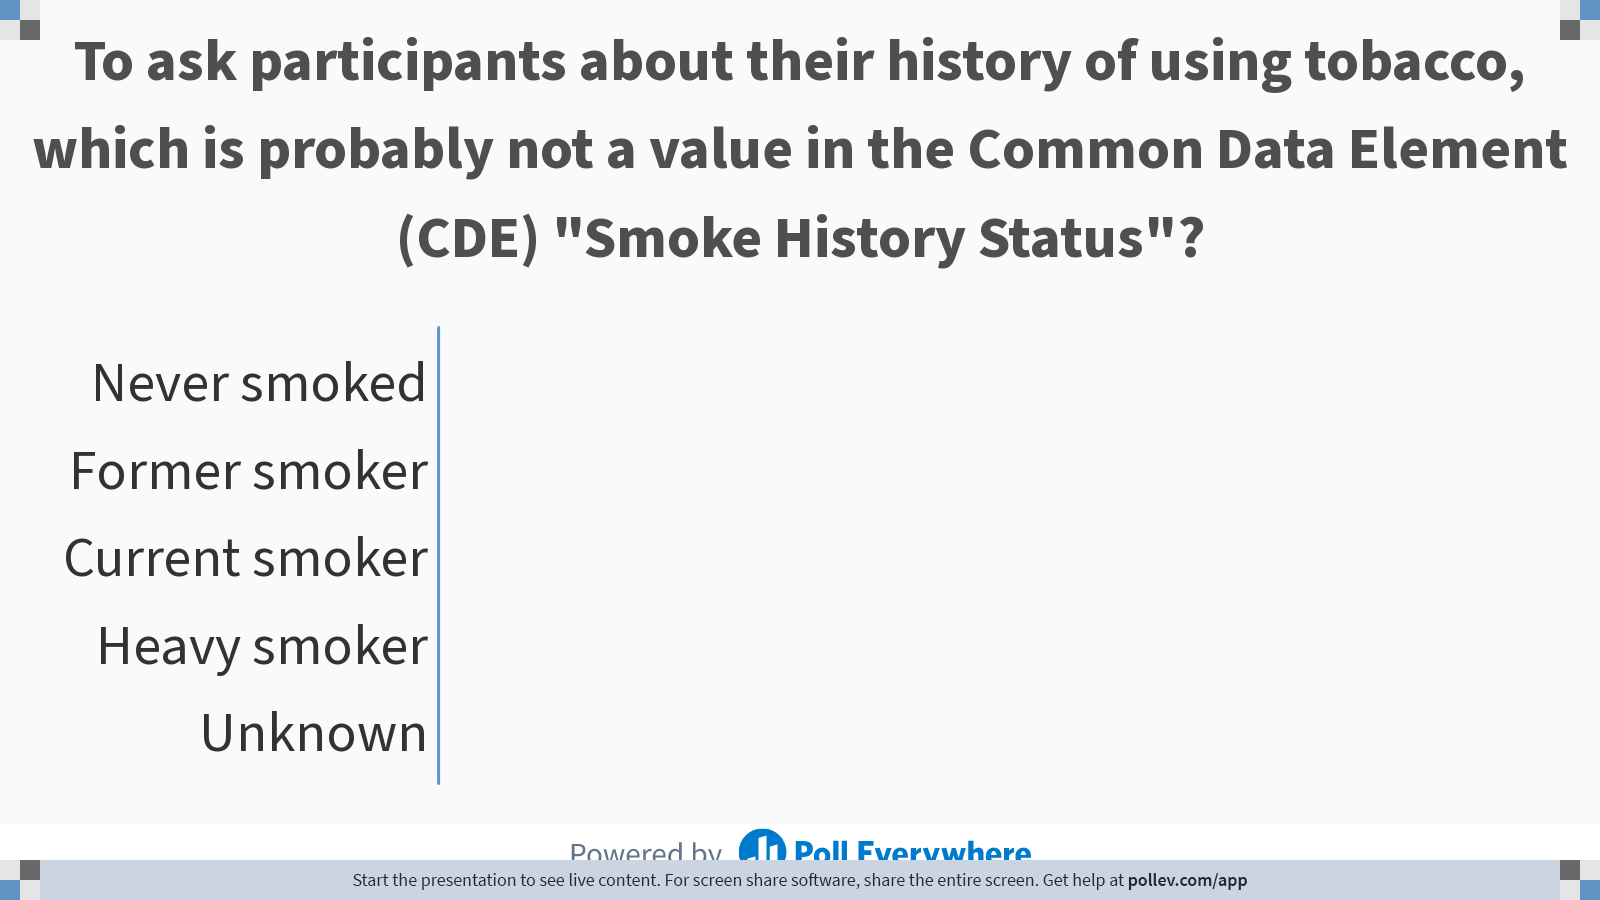 To ask participants about their history of using tobacco,
which is probably not a value in the Common Data Element
(CDE) "Smoke History Status"?
Never smoked
Former smoker
Current smoker
Heavy smoker
Unknown
Powered by Poll Everywhere
Start the presentation to see live content. For screen share software, share the entire screen. Get help at pollev.com/app